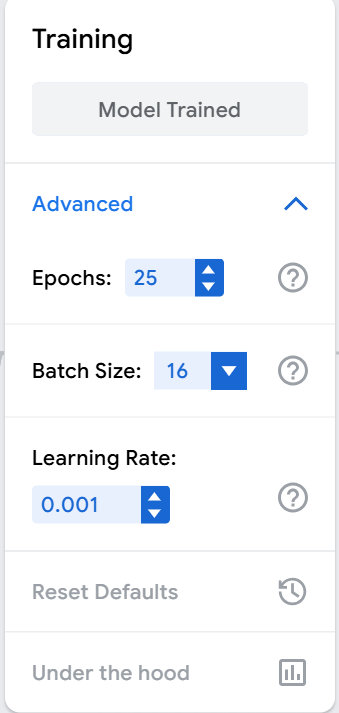 Training
Model Trained
Advanced
Epochs: 25
Batch Size: 16
Learning Rate:
0.001
Reset Defaults
Under the hood